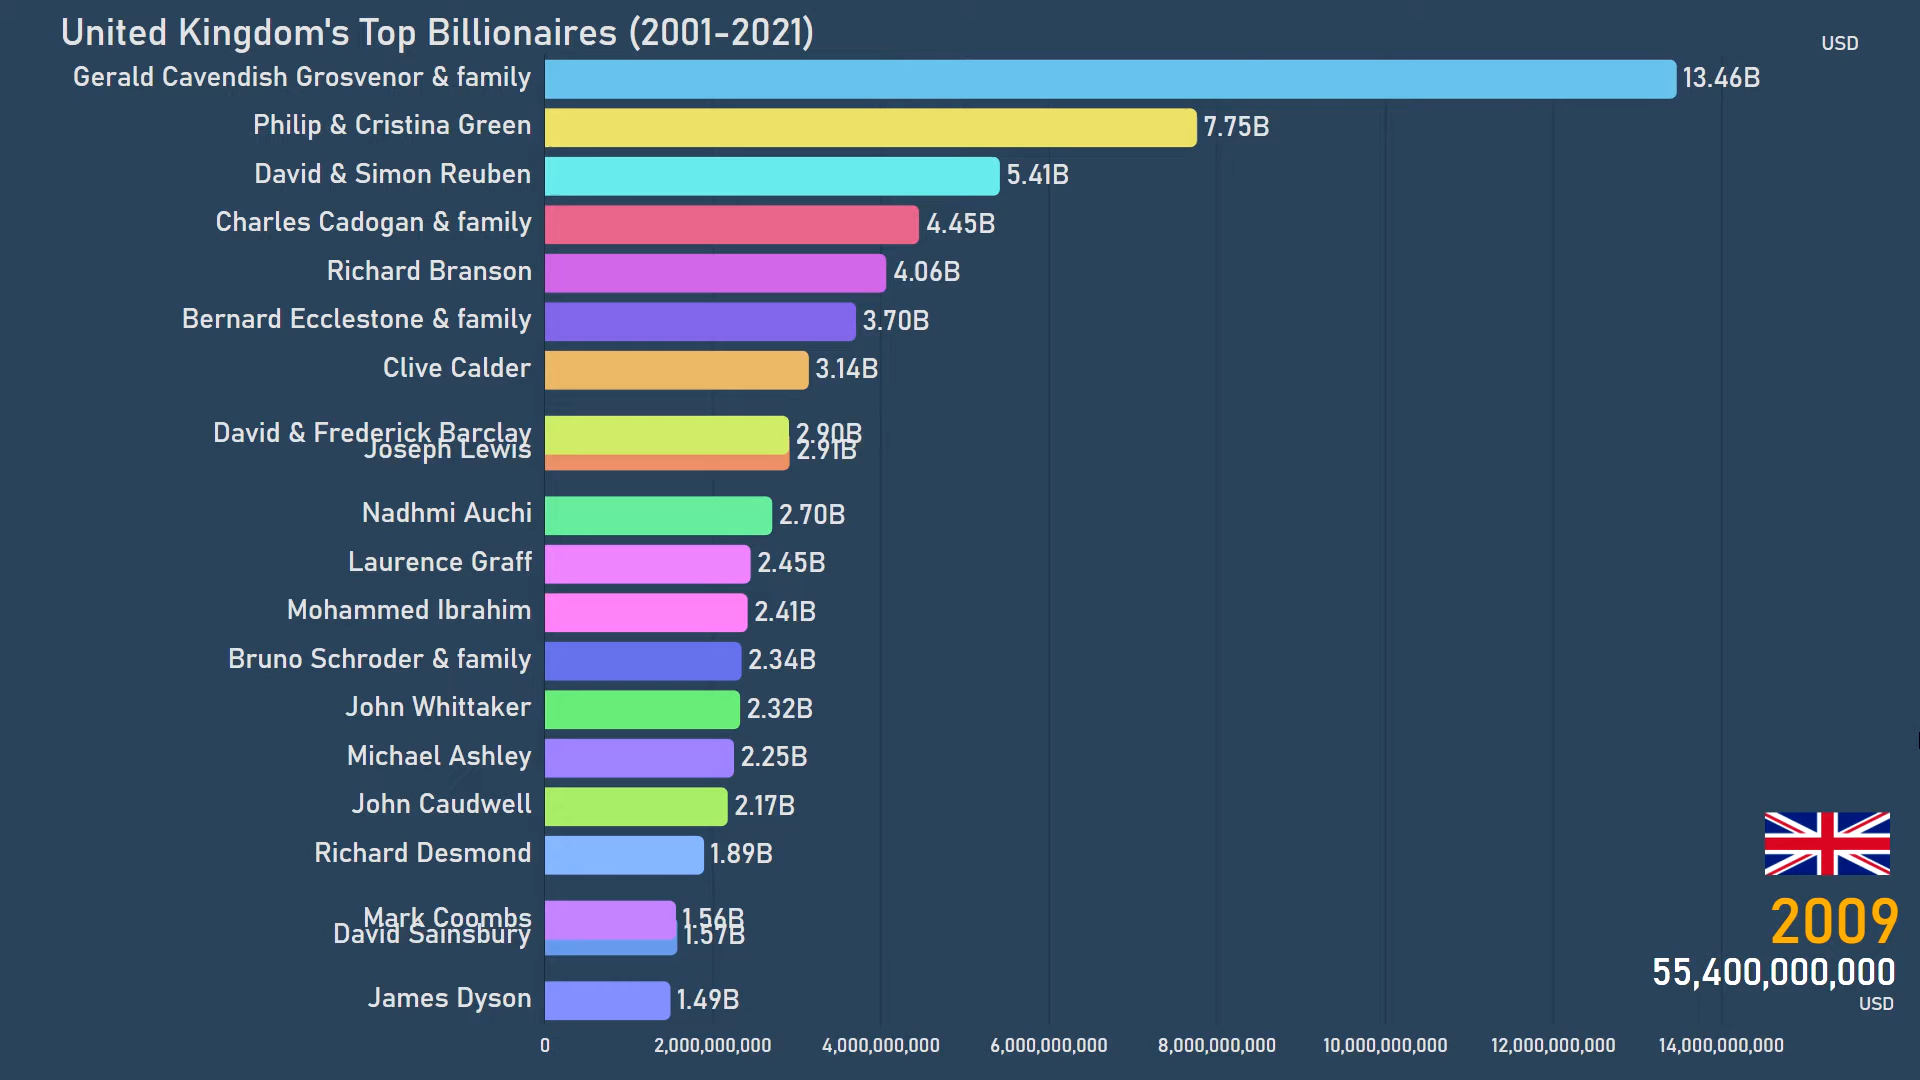 United Kingdom's Top Billionaires (2001-2021)
USD
Gerald Cavendish Grosvenor & family 13.46B
Philip & Cristina Green 7.75B
David & Simon Reuben 5.41B
Charles Cadogan & family 4.45B
Richard Branson 4.06B
Bernard Ecclestone & family 3.70B
Clive Calder 3.14B
David & Frederick Barclay 2.90B
Joseph Lewis 2.91B
Nadhmi Auchi 2.70B
Laurence Graff 2.45B
Mohammed Ibrahim 2.41B
Bruno Schroder & family 2.34B
John Whittaker 2.32B
Michael Ashley 2.25B
John Caudwell 2.17B
Richard Desmond 1.89B
Mark Coombs 1.56B
David Sainsbury 1.57B
James Dyson 1.49B
2009
55,400,000,000
USD
0 2,000,000,000 4,000,000,000 6,000,000,000 8,000,000,000 10,000,000,000 12,000,000,000 14,000,000,000